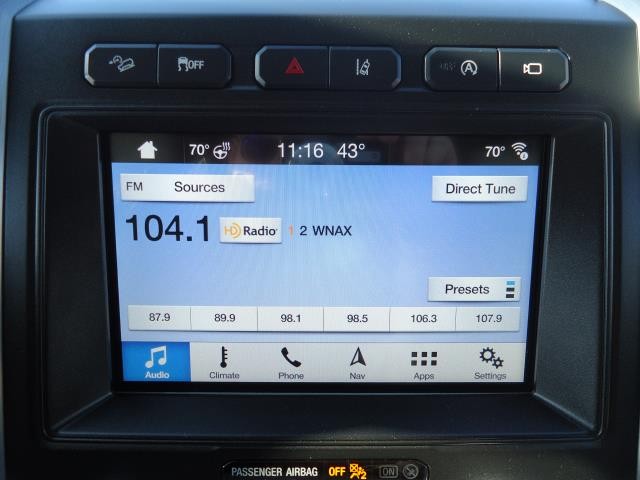 OFF
A
70° 11:16 43° 70°
FM Sources Direct Tune
104.1 HD Radio 1 2 WNAX
Presets
87.9 89.9 98.1 98.5 106.3 107.9
Audio Climate Phone Nav Apps Settings
PASSENGER AIRBAG OFF 2 ON